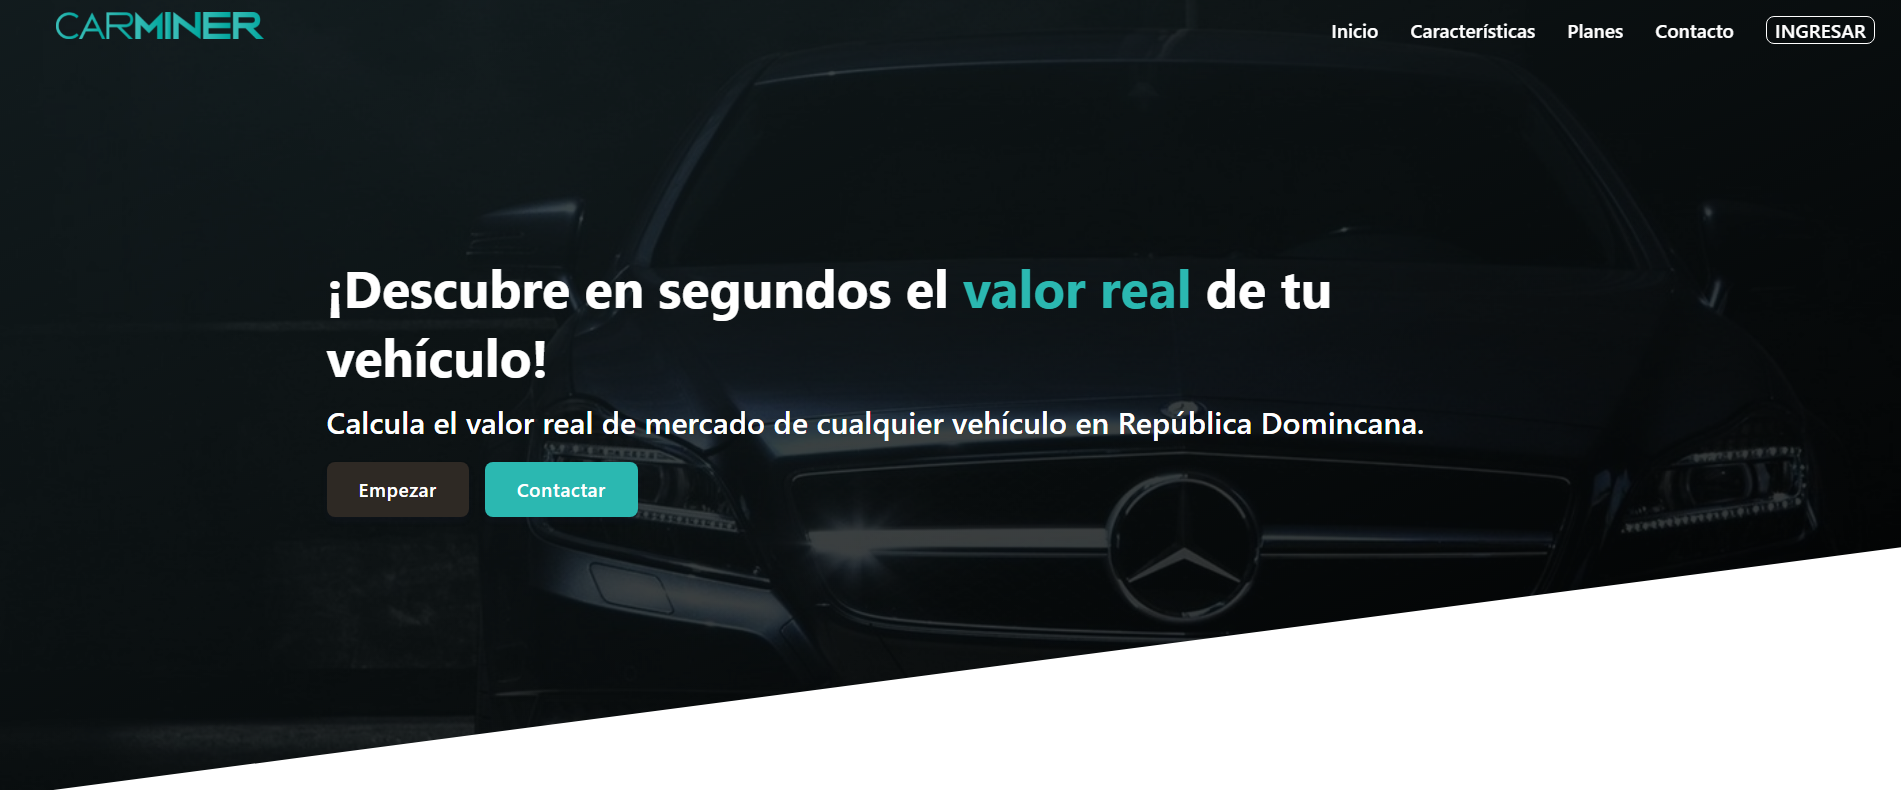 CARMINER
Inicio Características Planes Contacto INGRESAR
¡Descubre en segundos el valor real de tu
vehículo!
Calcula el valor real de mercado de cualquier vehículo en República Domincana.
Empezar Contactar